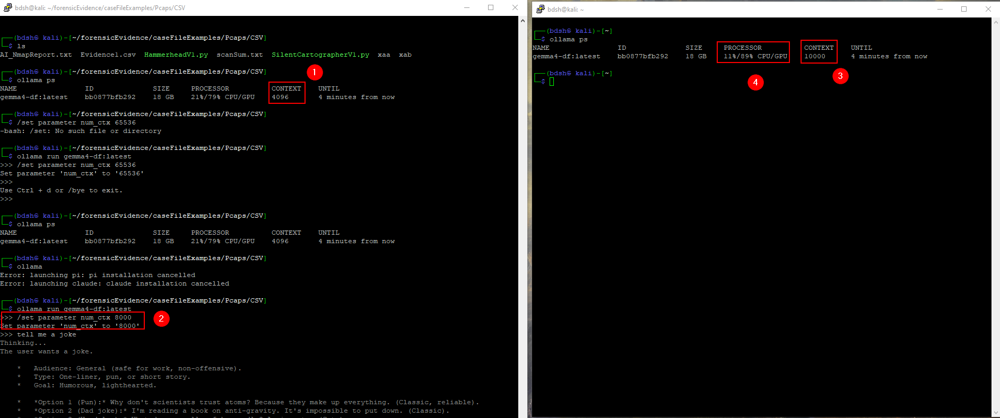 bdsh@kali: ~/forensicEvidence/caseFileExamples/Pcaps/CSV
(bdsh㉿ kali)-[~/forensicEvidence/caseFileExamples/Pcaps/CSV]
$ ls
AI_NmapReport.txt Evidence1.csv HammerheadV1.py scanSum.txt SilentCartographerV1.py xaa xab
(bdsh㉿ kali)-[~/forensicEvidence/caseFileExamples/Pcaps/CSV]
1
$ ollama ps
NAME ID SIZE PROCESSOR CONTEXT UNTIL
gemma4-df:latest bb0877bfb292 18 GB 21%/79% CPU/GPU 4096 4 minutes from now
(bdsh㉿ kali)-[~/forensicEvidence/caseFileExamples/Pcaps/CSV]
$ /set parameter num_ctx 65536
-bash: /set: No such file or directory
(bdsh㉿ kali)-[~/forensicEvidence/caseFileExamples/Pcaps/CSV]
$ ollama run gemma4-df:latest
>>> /set parameter num_ctx 65536
Set parameter 'num_ctx' to '65536'
>>>
Use Ctrl + d or /bye to exit.
>>>
(bdsh㉿ kali)-[~/forensicEvidence/caseFileExamples/Pcaps/CSV]
$ ollama ps
NAME ID SIZE PROCESSOR CONTEXT UNTIL
gemma4-df:latest bb0877bfb292 18 GB 21%/79% CPU/GPU 4096 4 minutes from now
(bdsh㉿ kali)-[~/forensicEvidence/caseFileExamples/Pcaps/CSV]
$ ollama
Error: launching pi: pi installation cancelled
Error: launching claude: claude installation cancelled
(bdsh㉿ kali)-[~/forensicEvidence/caseFileExamples/Pcaps/CSV]
$ ollama run gemma4-df:latest
>>> /set parameter num_ctx 8000
2
Set parameter 'num_ctx' to '8000'
>>> tell me a joke
Thinking...
The user wants a joke.
* Audience: General (safe for work, non-offensive).
* Type: One-liner, pun, or short story.
* Goal: Humorous, lighthearted.
* *Option 1 (Pun):* Why don't scientists trust atoms? Because they make up everything. (Classic, reliable).
* *Option 2 (Dad joke):* I'm reading a book on anti-gravity. It's impossible to put down. (Classic).
bdsh@kali: ~
(bdsh㉿ kali)-[~]
$ ollama ps
NAME ID SIZE PROCESSOR CONTEXT UNTIL
gemma4-df:latest bb0877bfb292 18 GB 11%/89% CPU/GPU 10000 4 minutes from now
(bdsh㉿ kali)-[~]
$
3
4